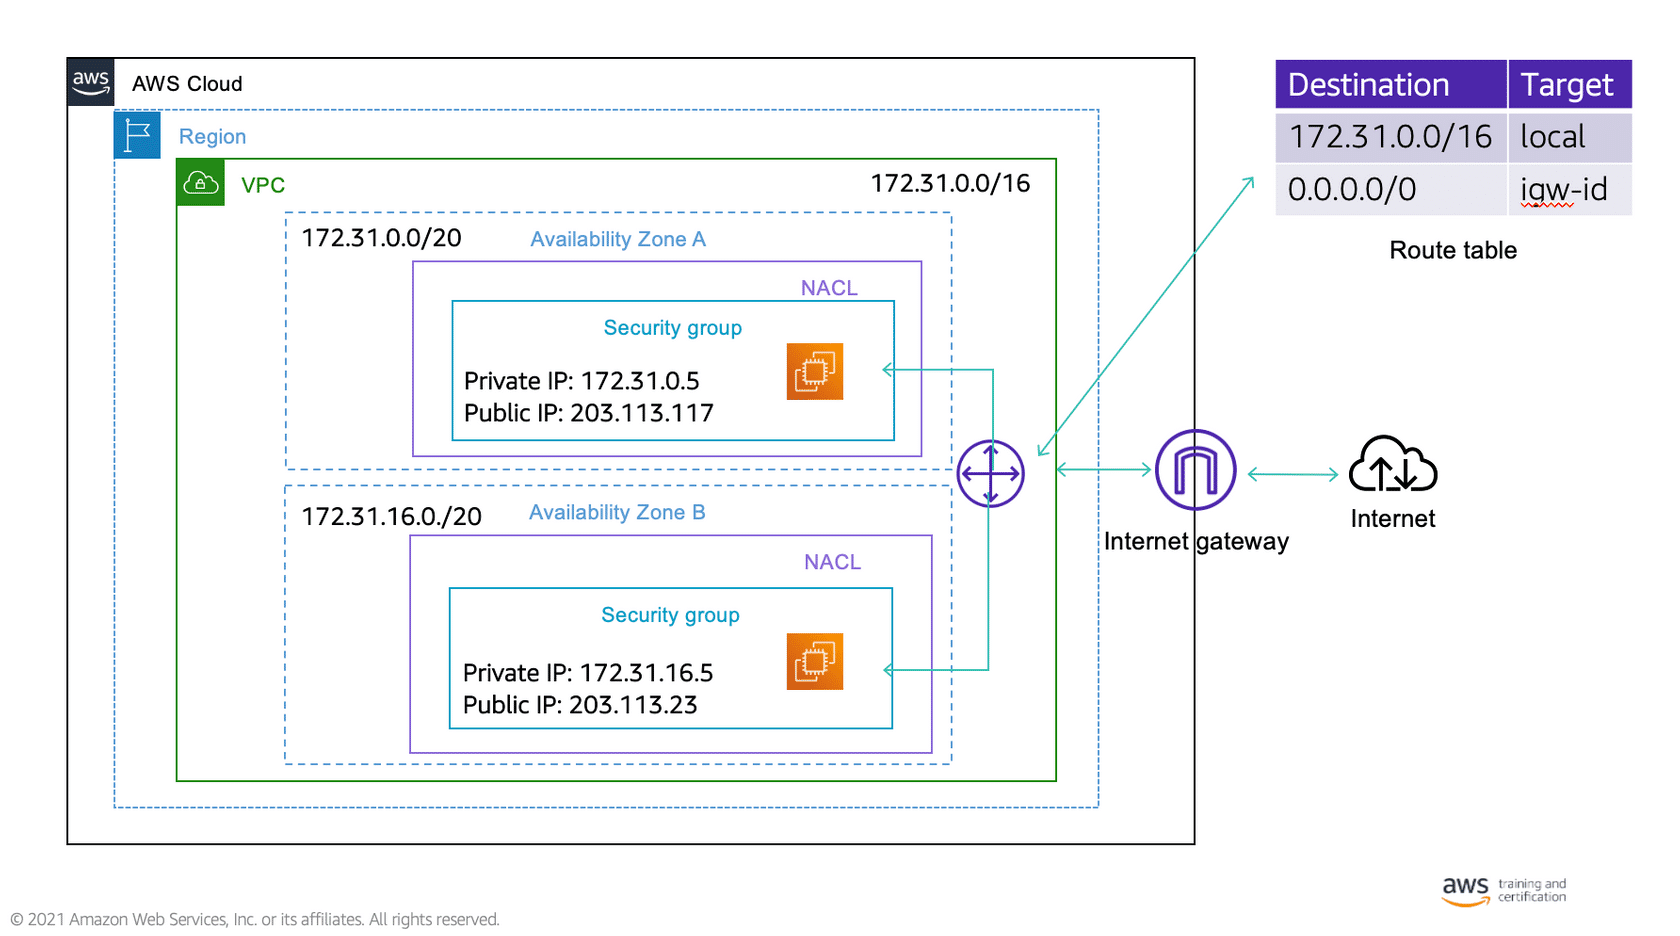 aws
AWS Cloud
Region
VPC
172.31.0.0/16
172.31.0.0/20
Availability Zone A
NACL
Security group
Private IP: 172.31.0.5
Public IP: 203.113.117
172.31.16.0./20
Availability Zone B
NACL
Security group
Private IP: 172.31.16.5
Public IP: 203.113.23
Destination Target
172.31.0.0/16 local
0.0.0.0/0 igw-id
Route table
Internet gateway
Internet
aws training and
certification
© 2021 Amazon Web Services, Inc. or its affiliates. All rights reserved.